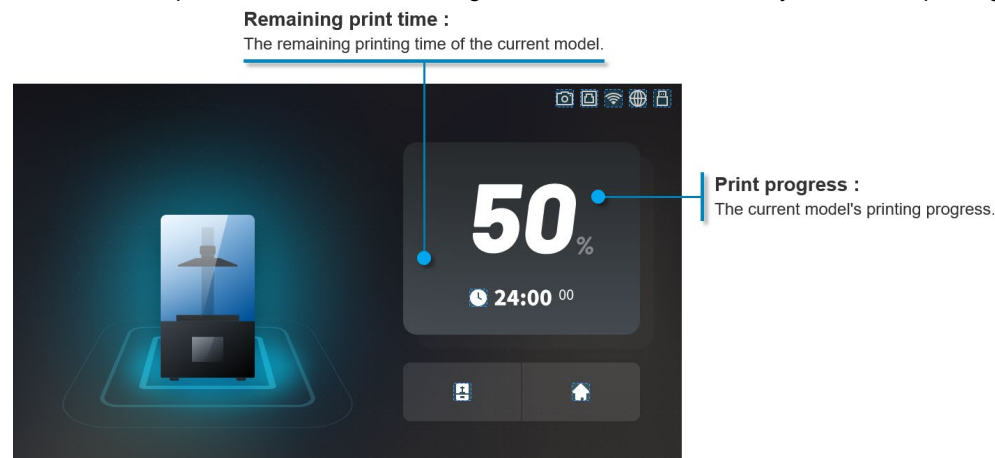 Remaining print time :
The remaining printing time of the current model.
50%
24:00 00
Print progress :
The current model's printing progress.